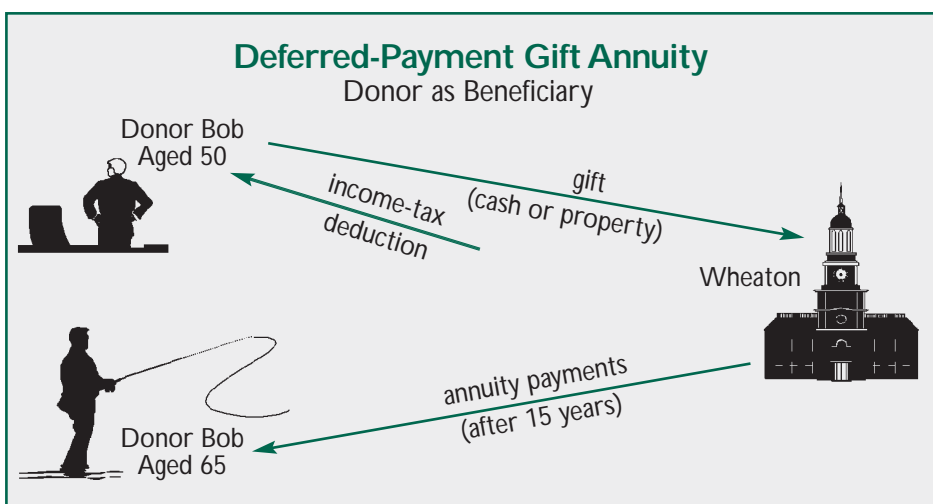 Deferred-Payment Gift Annuity
Donor as Beneficiary
Donor Bob
Aged 50
gift
(cash or property)
income-tax
deduction
Wheaton
annuity payments
(after 15 years)
Donor Bob
Aged 65